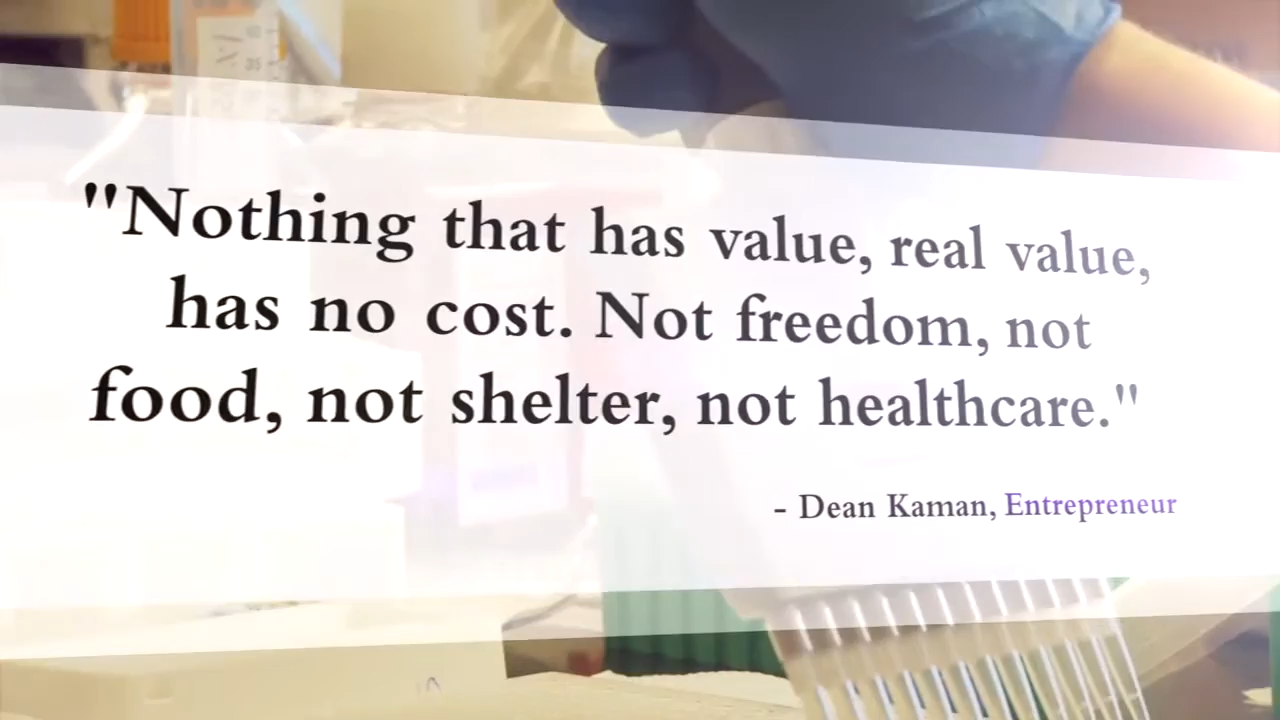 "Nothing that has value, real value,
has no cost. Not freedom, not
food, not shelter, not healthcare."
- Dean Kaman, Entrepreneur